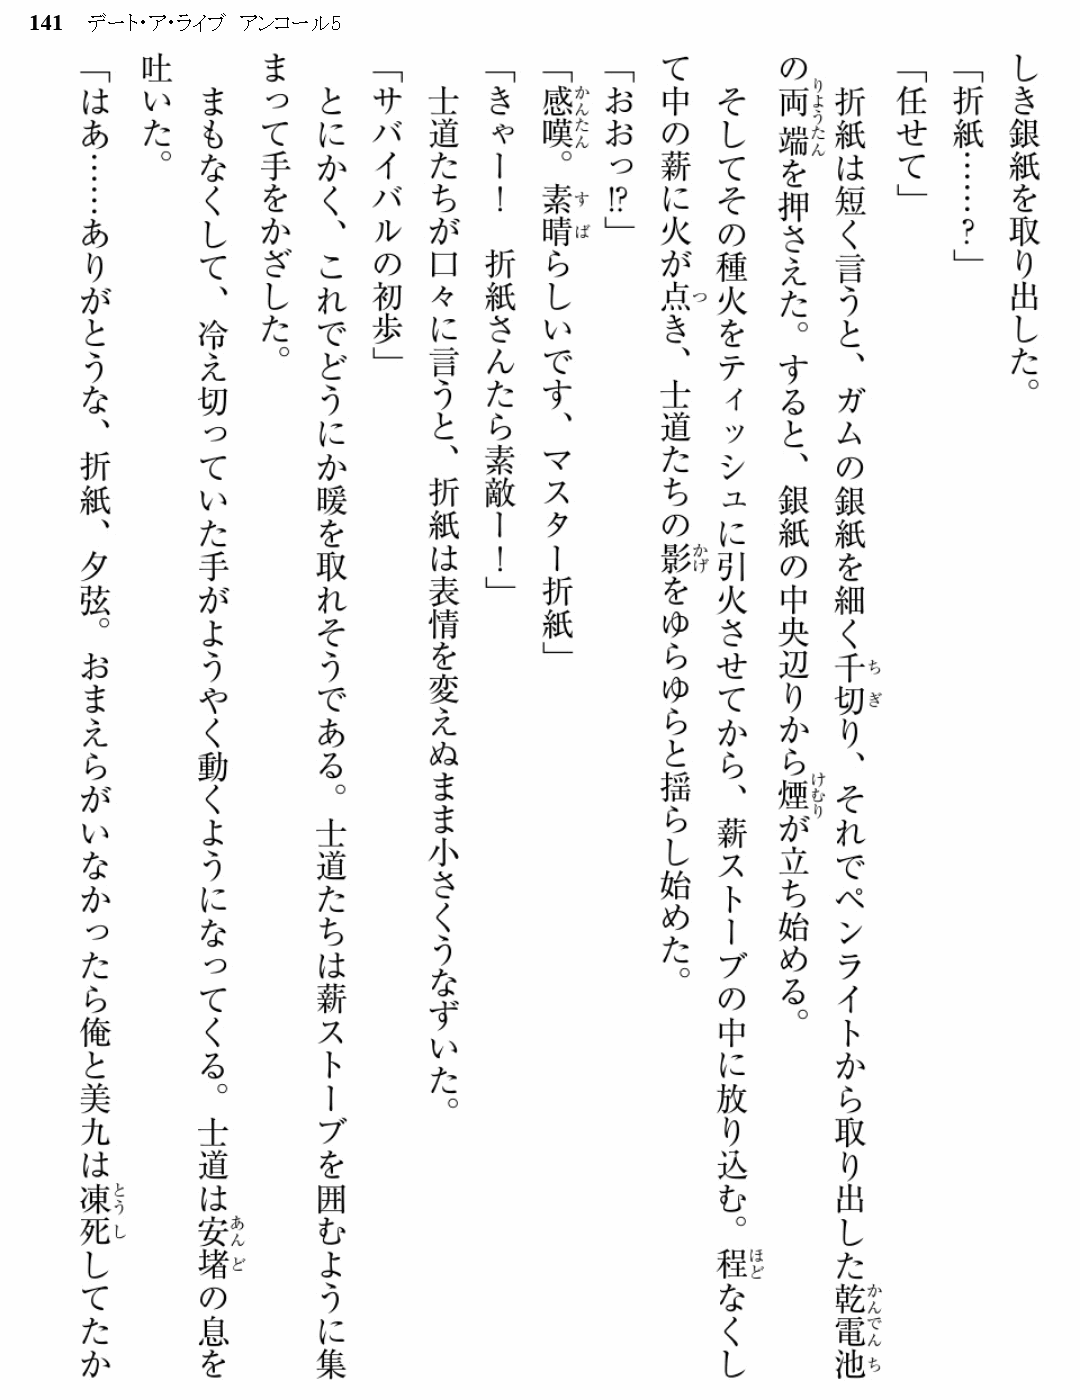 141 デート・ア・ライブ アンコール5
しき銀紙を取り出した。
「折紙……?」
「任せて」
　折紙は短く言うと、ガムの銀紙を細く千切り、それでペンライトから取り出した乾電池
の両端を押さえた。すると、銀紙の中央辺りから煙が立ち始める。
　そしてその種火をティッシュに引火させてから、薪ストーブの中に放り込む。程なくし
て中の薪に火が点き、士道たちの影をゆらゆらと揺らし始めた。
「おおっ!?」
「感嘆。素晴らしいです、マスター折紙」
「きゃー！　折紙さんたら素敵ー！」
　士道たちが口々に言うと、折紙は表情を変えぬまま小さくうなずいた。
「サバイバルの初歩」
　とにかく、これでどうにか暖を取れそうである。士道たちは薪ストーブを囲むように集
まって手をかざした。
　まもなくして、冷え切っていた手がようやく動くようになってくる。士道は安堵の息を
吐いた。
「はあ……ありがとうな、折紙、夕弦。おまえらがいなかったら俺と美九は凍死してたか